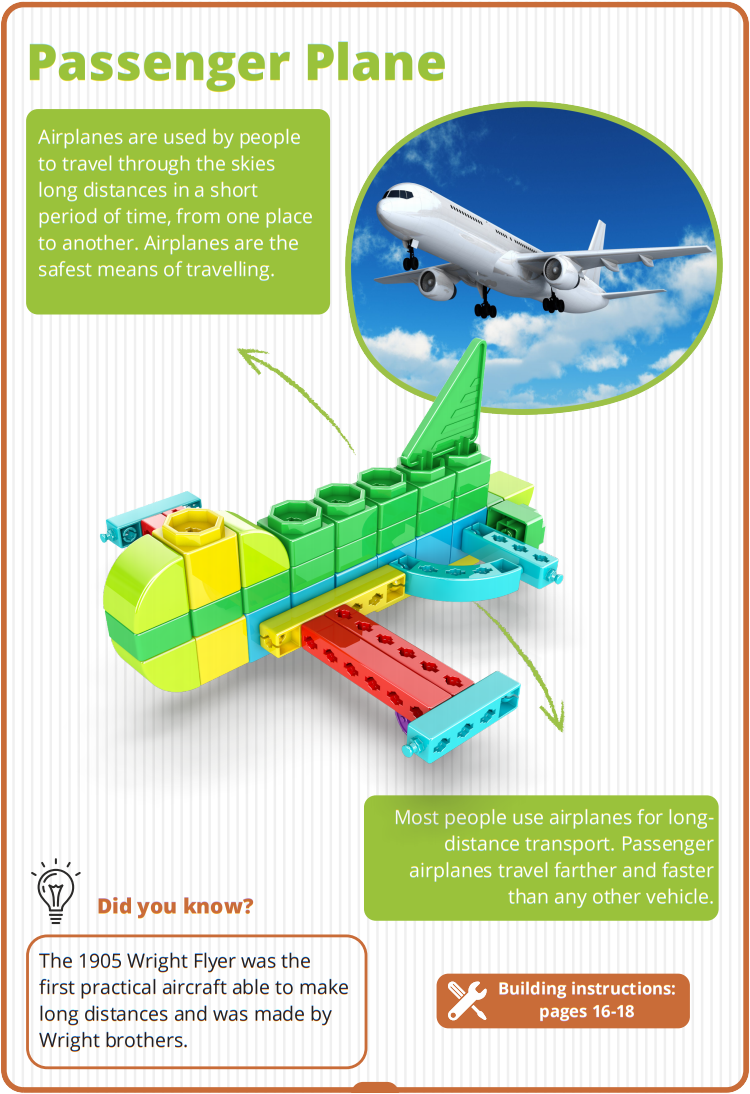 Passenger Plane
Airplanes are used by people
to travel through the skies
long distances in a short
period of time, from one place
to another. Airplanes are the
safest means of travelling.
Most people use airplanes for long-
distance transport. Passenger
airplanes travel farther and faster
than any other vehicle.
Did you know?
The 1905 Wright Flyer was the
first practical aircraft able to make
long distances and was made by
Wright brothers.
Building instructions:
pages 16-18